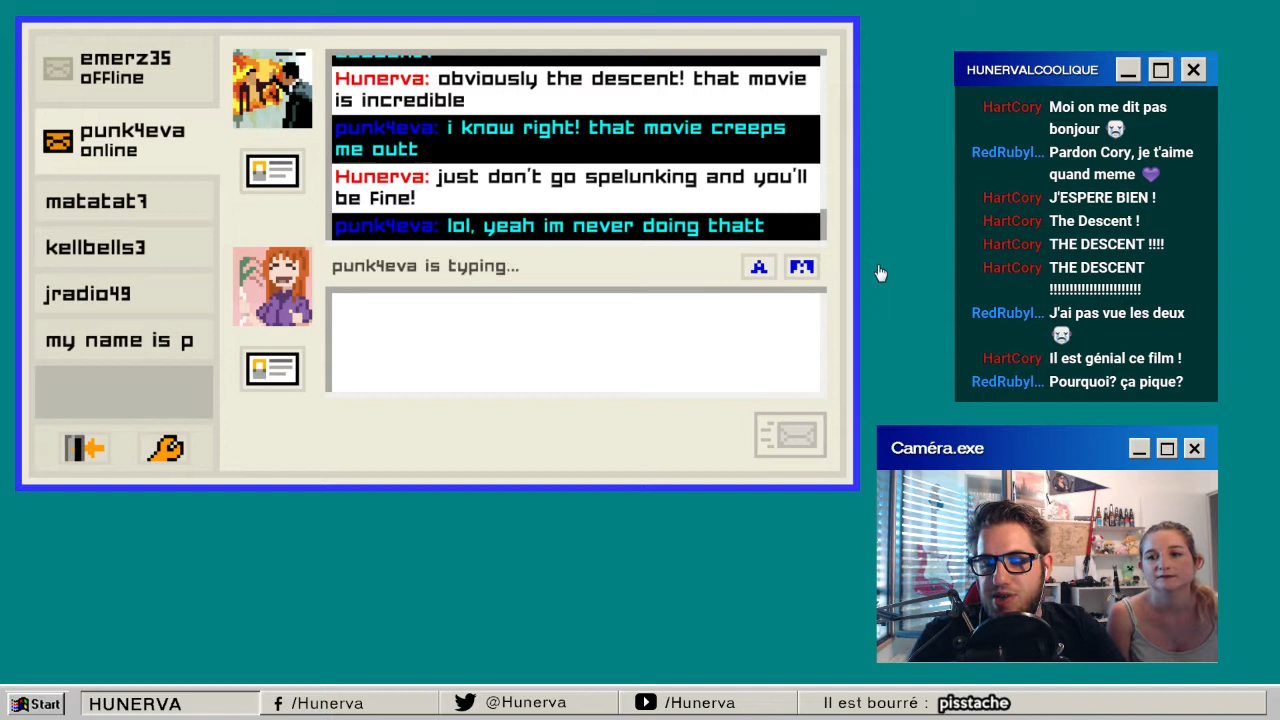 emerz35
offline
punk4eva
online
matatat7
kellbells3
jradio49
my name is p
Hunerva: obviously the descent! that movie
is incredible
punk4eva: i know right! that movie creeps
me outt
Hunerva: just don't go spelunking and you'll
be fine!
punk4eva: lol, yeah im never doing thatt
punk4eva is typing...
A
HUNERVALCOOLIQUE
HartCory Moi on me dit pas
bonjour
RedRubyl... Pardon Cory, je t'aime
quand meme
HartCory J'ESPERE BIEN !
HartCory The Descent !
HartCory THE DESCENT !!!!
HartCory THE DESCENT
!!!!!!!!!!!!!!!!!!!!!!
RedRubyl... J'ai pas vue les deux
HartCory Il est génial ce film !
RedRubyl... Pourquoi? ça pique?
Caméra.exe
Start
HUNERVA
/Hunerva
@Hunerva
/Hunerva
Il est bourré : pisstache